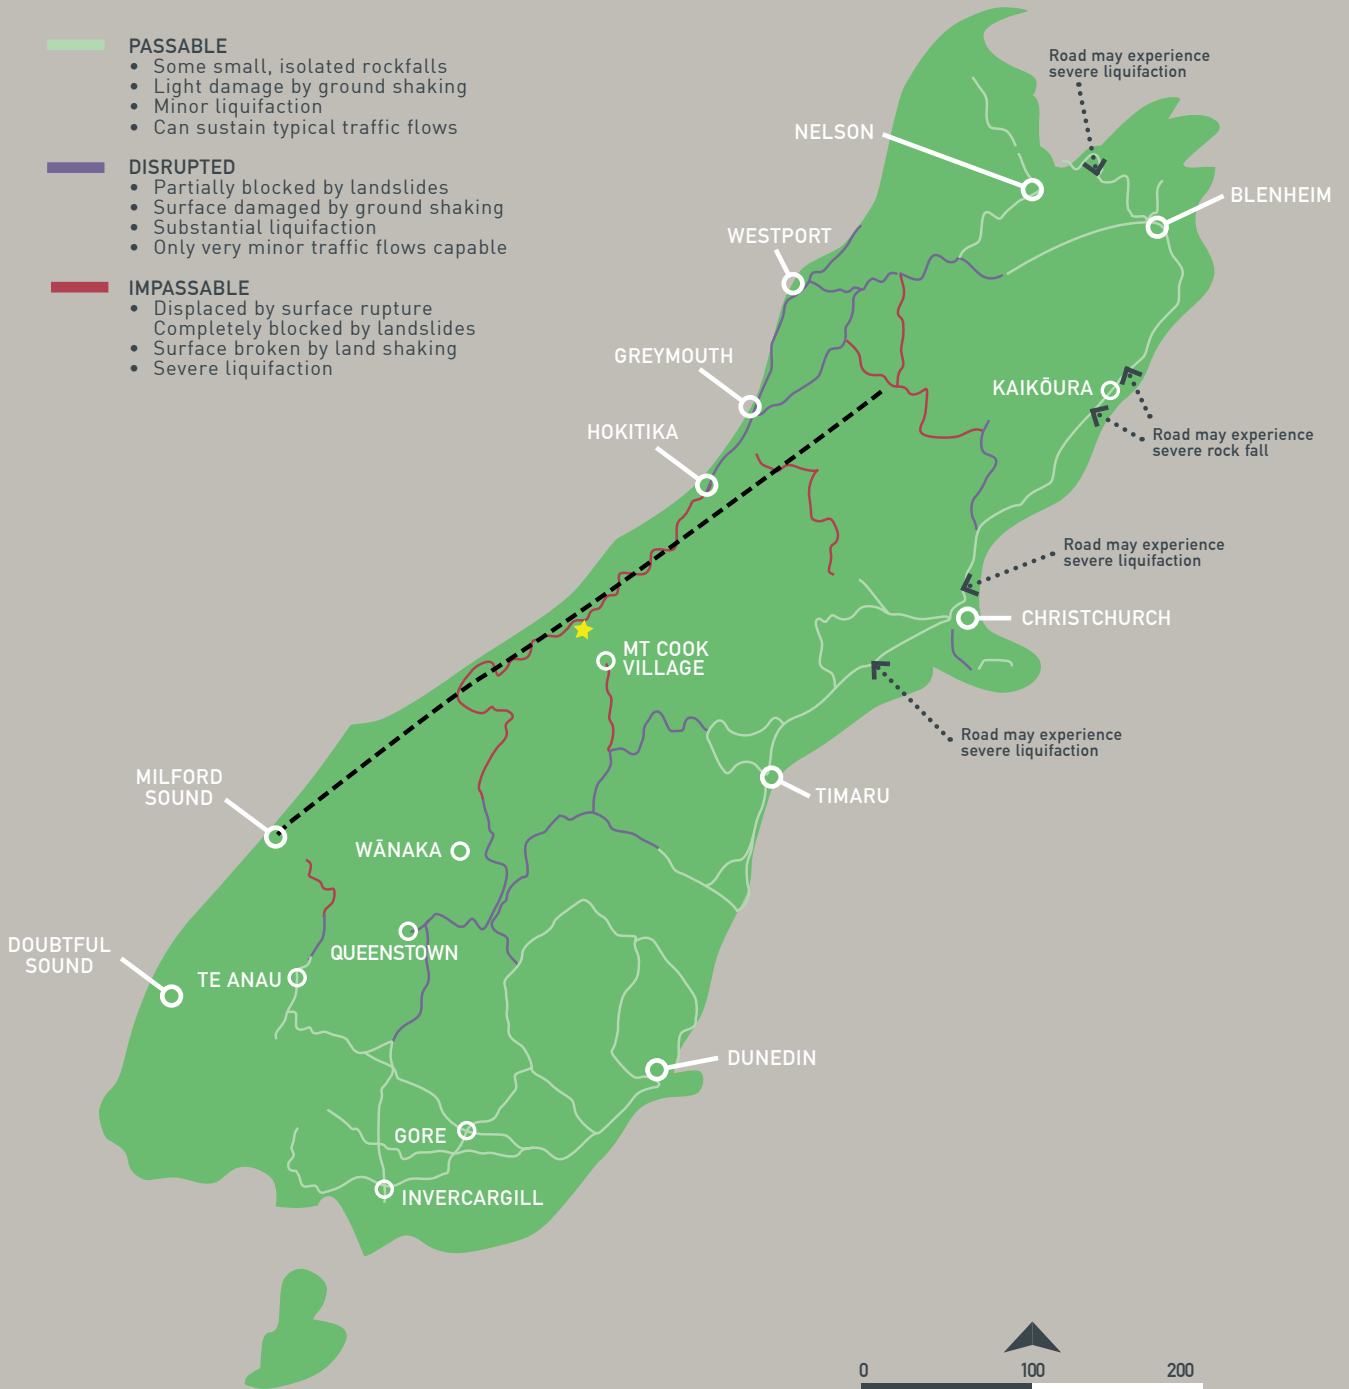 PASSABLE
• Some small, isolated rockfalls
• Light damage by ground shaking
• Minor liquifaction
• Can sustain typical traffic flows
DISRUPTED
• Partially blocked by landslides
• Surface damaged by ground shaking
• Substantial liquifaction
• Only very minor traffic flows capable
IMPASSABLE
• Displaced by surface rupture
Completely blocked by landslides
• Surface broken by land shaking
• Severe liquifaction
Road may experience
severe liquifaction
NELSON
BLENHEIM
WESTPORT
GREYMOUTH
KAIKŌURA
HOKITIKA
Road may experience
severe rock fall
Road may experience
severe liquifaction
CHRISTCHURCH
MT COOK
VILLAGE
Road may experience
severe liquifaction
MILFORD
SOUND
TIMARU
WĀNAKA
DOUBTFUL
SOUND
QUEENSTOWN
TE ANAU
DUNEDIN
GORE
INVERCARGILL
0 100 200